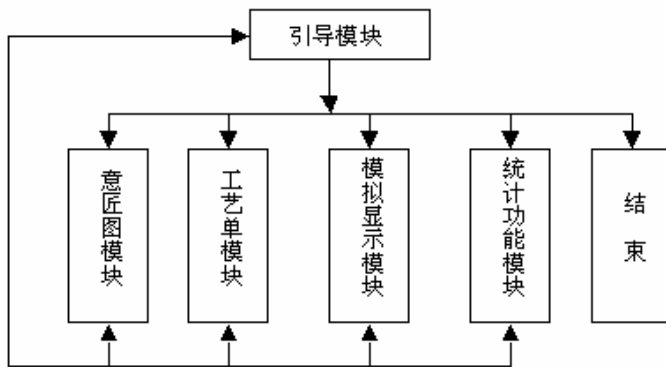 引导模块
意匠图模块
工艺单模块
模拟显示模块
统计功能模块
结束